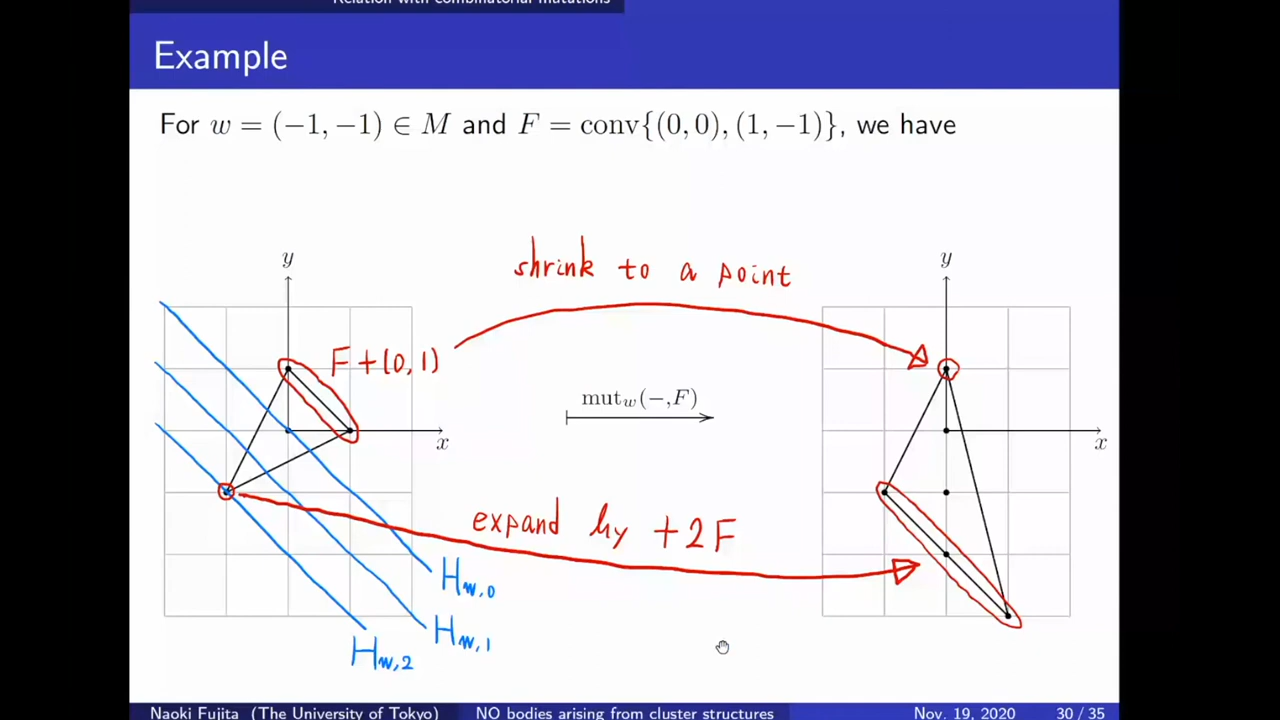 Relation with combinatorial mutations
Example
For w = (−1, −1) ∈ M and F = conv{(0, 0), (1, −1)}, we have
shrink to a point
y
y
F+(0,1)
mut_w(−,F)
x
x
expand by +2F
H_{w,0}
H_{w,1}
H_{w,2}
Naoki Fujita (The University of Tokyo)
NO bodies arising from cluster structures
Nov. 19, 2020
30 / 35